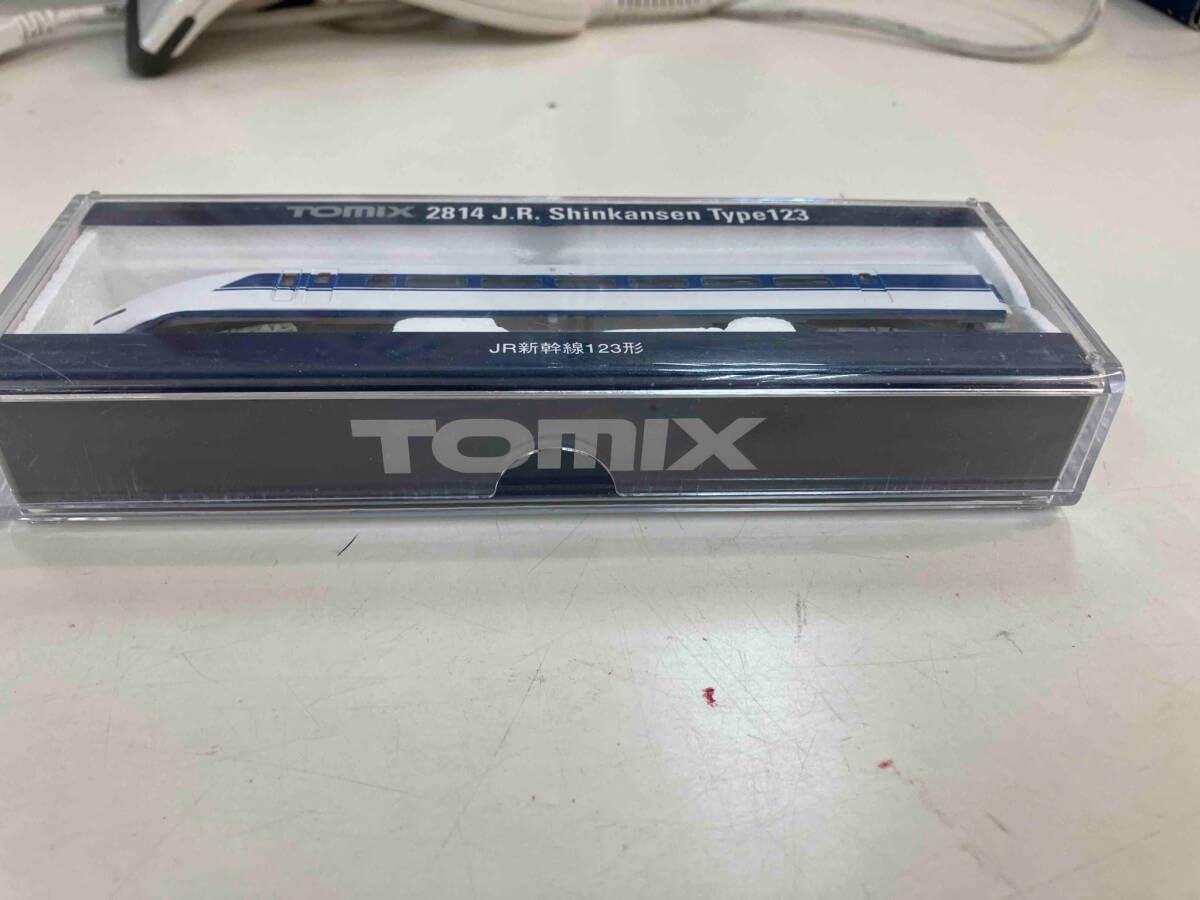 TOMIX 2814 J.R. Shinkansen Type123
JR新幹線123形
TOMIX